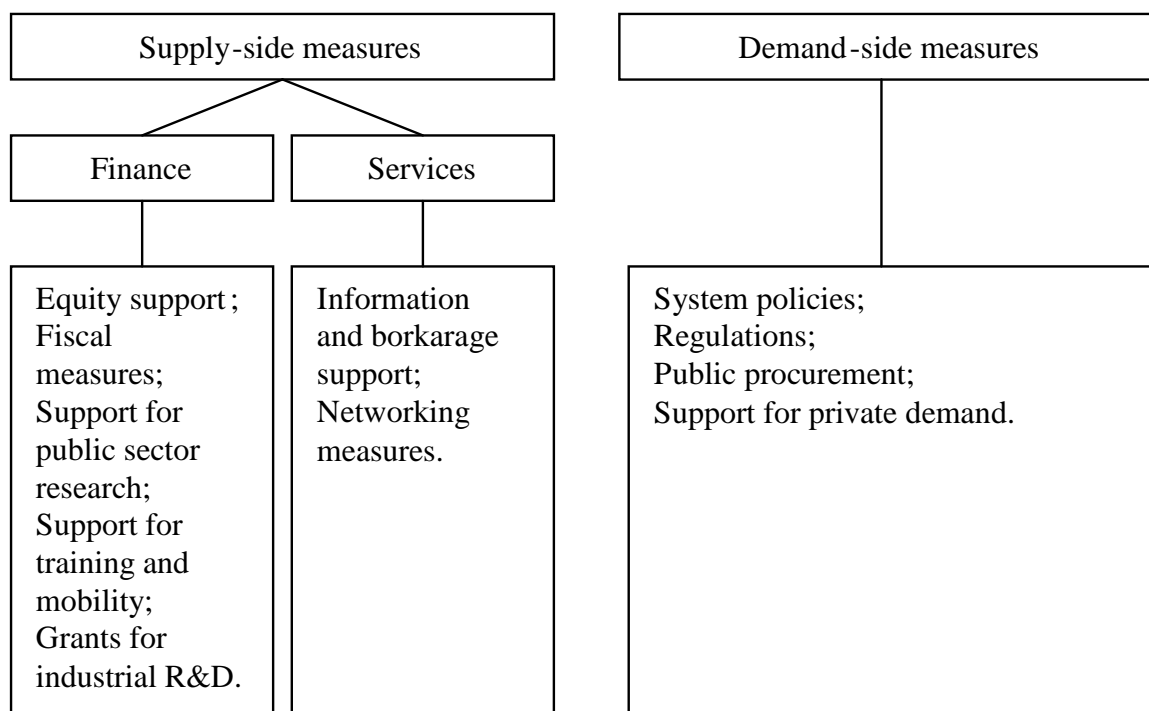 Supply-side measures
Demand-side measures
Finance
Services
Equity support;
Fiscal
measures;
Support for
public sector
research;
Support for
training and
mobility;
Grants for
industrial R&D.
Information
and borkarage
support;
Networking
measures.
System policies;
Regulations;
Public procurement;
Support for private demand.